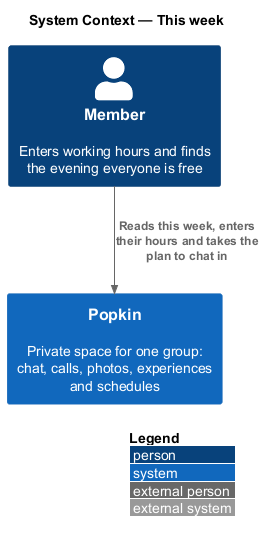 System Context — This week
Member
Enters working hours and finds
the evening everyone is free
Reads this week, enters
their hours and takes the
plan to chat in
Popkin
Private space for one group:
chat, calls, photos, experiences
and schedules
Legend
person
system
external person
external system